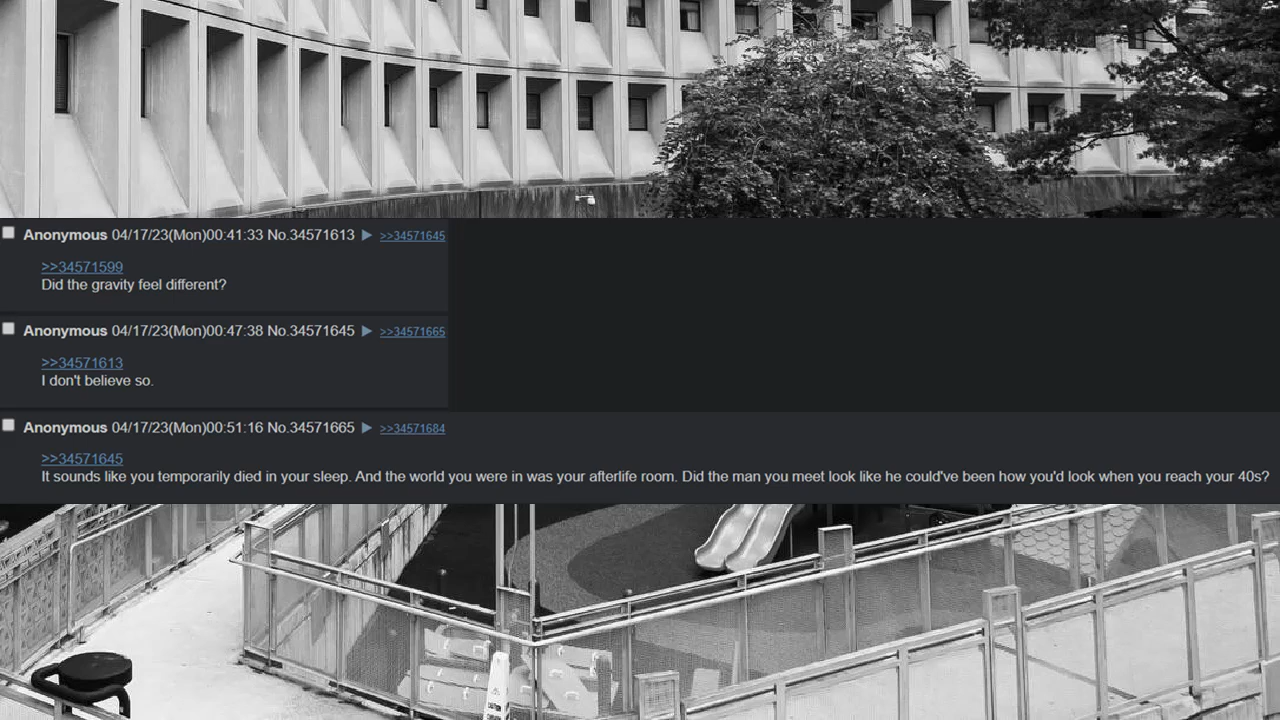 Anonymous 04/17/23(Mon)00:41:33 No.34571613 ▶ >>34571645
>>34571599
Did the gravity feel different?
Anonymous 04/17/23(Mon)00:47:38 No.34571645 ▶ >>34571665
>>34571613
I don't believe so.
Anonymous 04/17/23(Mon)00:51:16 No.34571665 ▶ >>34571684
>>34571645
It sounds like you temporarily died in your sleep. And the world you were in was your afterlife room. Did the man you meet look like he could've been how you'd look when you reach your 40s?